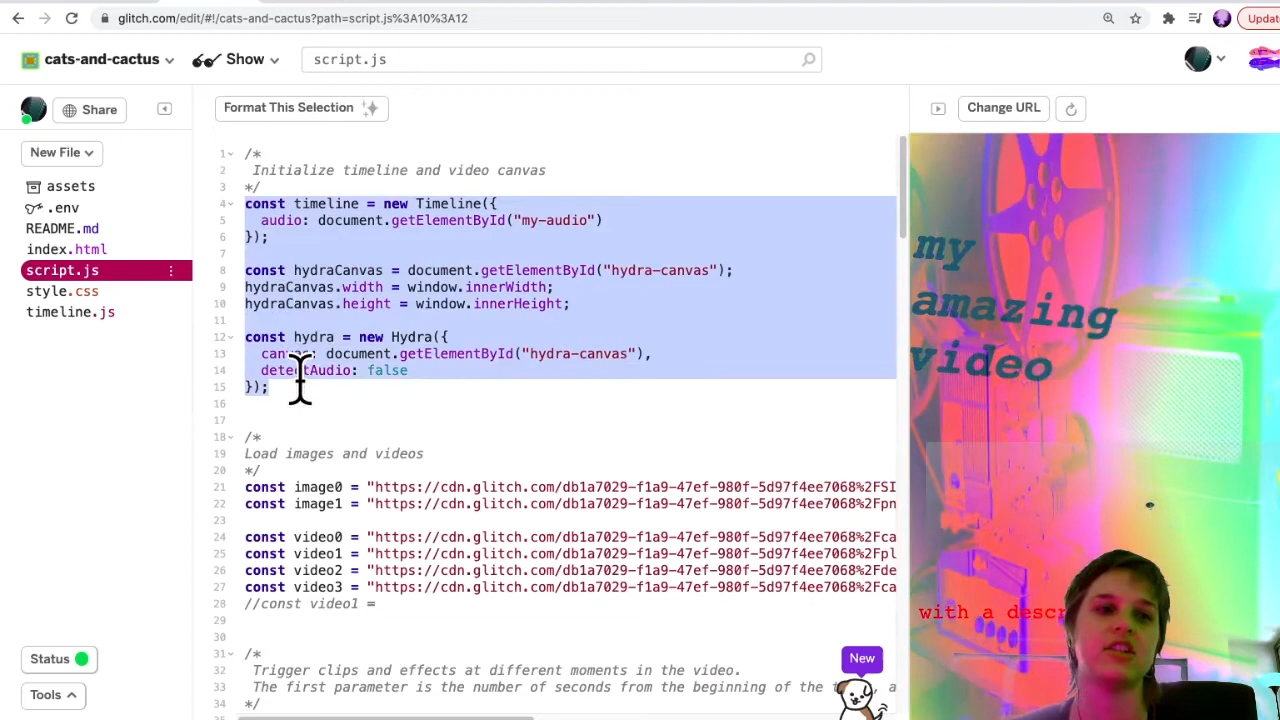 glitch.com/edit/#!/cats-and-cactus?path=script.js%3A10%3A12
Update
cats-and-cactus
Show
script.js
Share
Format This Selection
Change URL
New File
assets
.env
README.md
index.html
script.js
style.css
timeline.js
1 /*
2 Initialize timeline and video canvas
3 */
4 const timeline = new Timeline({
5 audio: document.getElementById("my-audio")
6 });
7
8 const hydraCanvas = document.getElementById("hydra-canvas");
9 hydraCanvas.width = window.innerWidth;
10 hydraCanvas.height = window.innerHeight;
11
12 const hydra = new Hydra({
13 canvas: document.getElementById("hydra-canvas"),
14 detectAudio: false
15 });
16
17
18 /*
19 Load images and videos
20 */
21 const image0 = "https://cdn.glitch.com/db1a7029-f1a9-47ef-980f-5d97f4ee7068%2FSI
22 const image1 = "https://cdn.glitch.com/db1a7029-f1a9-47ef-980f-5d97f4ee7068%2Fpn
23
24 const video0 = "https://cdn.glitch.com/db1a7029-f1a9-47ef-980f-5d97f4ee7068%2Fca
25 const video1 = "https://cdn.glitch.com/db1a7029-f1a9-47ef-980f-5d97f4ee7068%2Fpl
26 const video2 = "https://cdn.glitch.com/db1a7029-f1a9-47ef-980f-5d97f4ee7068%2Fde
27 const video3 = "https://cdn.glitch.com/db1a7029-f1a9-47ef-980f-5d97f4ee7068%2Fca
28 //const video1 =
29
30
31 /*
32 Trigger clips and effects at different moments in the video.
33 The first parameter is the number of seconds from the beginning of the
34 */
35
Status
Tools
New
my
amazing
video
with a descr